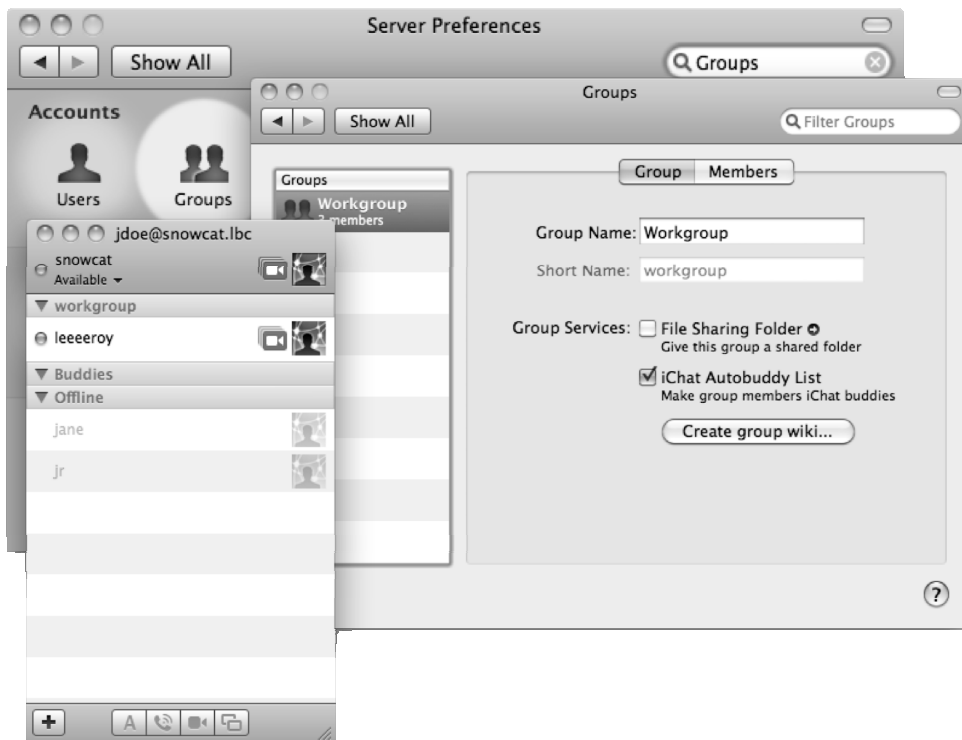 Server Preferences
Show All
Groups
Accounts
Users
Groups
Groups
Show All
Filter Groups
Groups
Workgroup
3 members
Group
Members
Group Name: Workgroup
Short Name: workgroup
Group Services: File Sharing Folder
Give this group a shared folder
iChat Autobuddy List
Make group members iChat buddies
Create group wiki...
?
jdoe@snowcat.lbc
snowcat
Available
workgroup
leeeeroy
Buddies
Offline
jane
jr
A